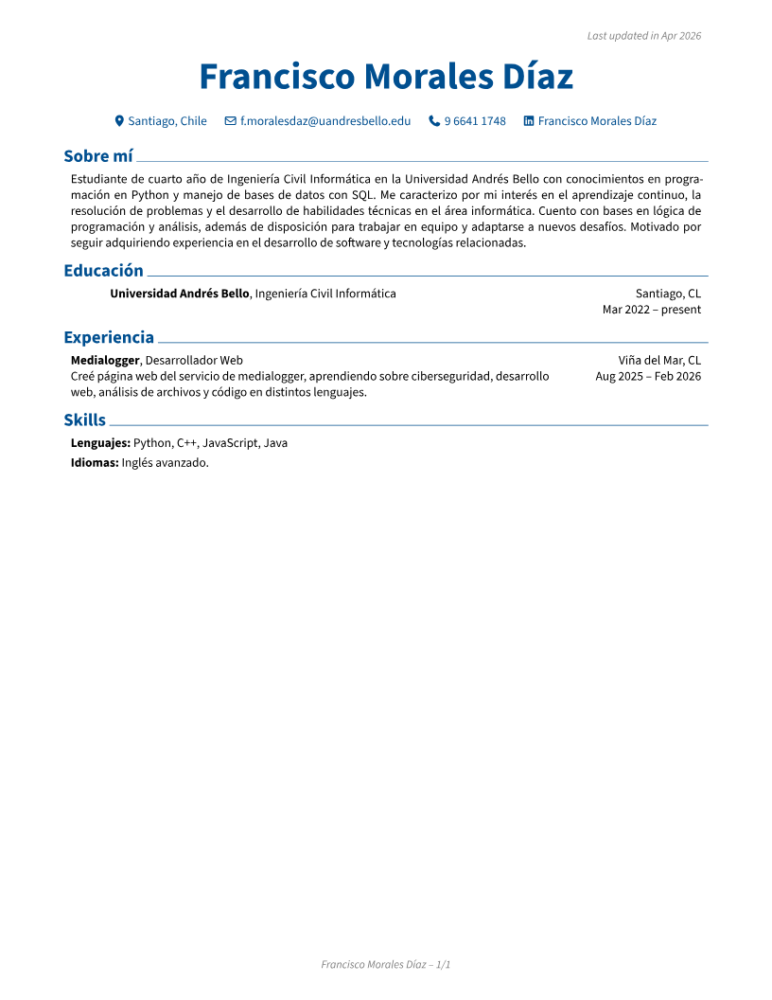 Last updated in Apr 2026
Francisco Morales Díaz
Santiago, Chile f.moralesdaz@uandresbello.edu 9 6641 1748 Francisco Morales Díaz
Sobre mí
Estudiante de cuarto año de Ingeniería Civil Informática en la Universidad Andrés Bello con conocimientos en progra-
mación en Python y manejo de bases de datos con SQL. Me caracterizo por mi interés en el aprendizaje continuo, la
resolución de problemas y el desarrollo de habilidades técnicas en el área informática. Cuento con bases en lógica de
programación y análisis, además de disposición para trabajar en equipo y adaptarse a nuevos desafíos. Motivado por
seguir adquiriendo experiencia en el desarrollo de software y tecnologías relacionadas.
Educación
Universidad Andrés Bello, Ingeniería Civil Informática Santiago, CL
Mar 2022 – present
Experiencia
Medialogger, Desarrollador Web Viña del Mar, CL
Creé página web del servicio de medialogger, aprendiendo sobre ciberseguridad, desarrollo Aug 2025 – Feb 2026
web, análisis de archivos y código en distintos lenguajes.
Skills
Lenguajes: Python, C++, JavaScript, Java
Idiomas: Inglés avanzado.
Francisco Morales Díaz – 1/1